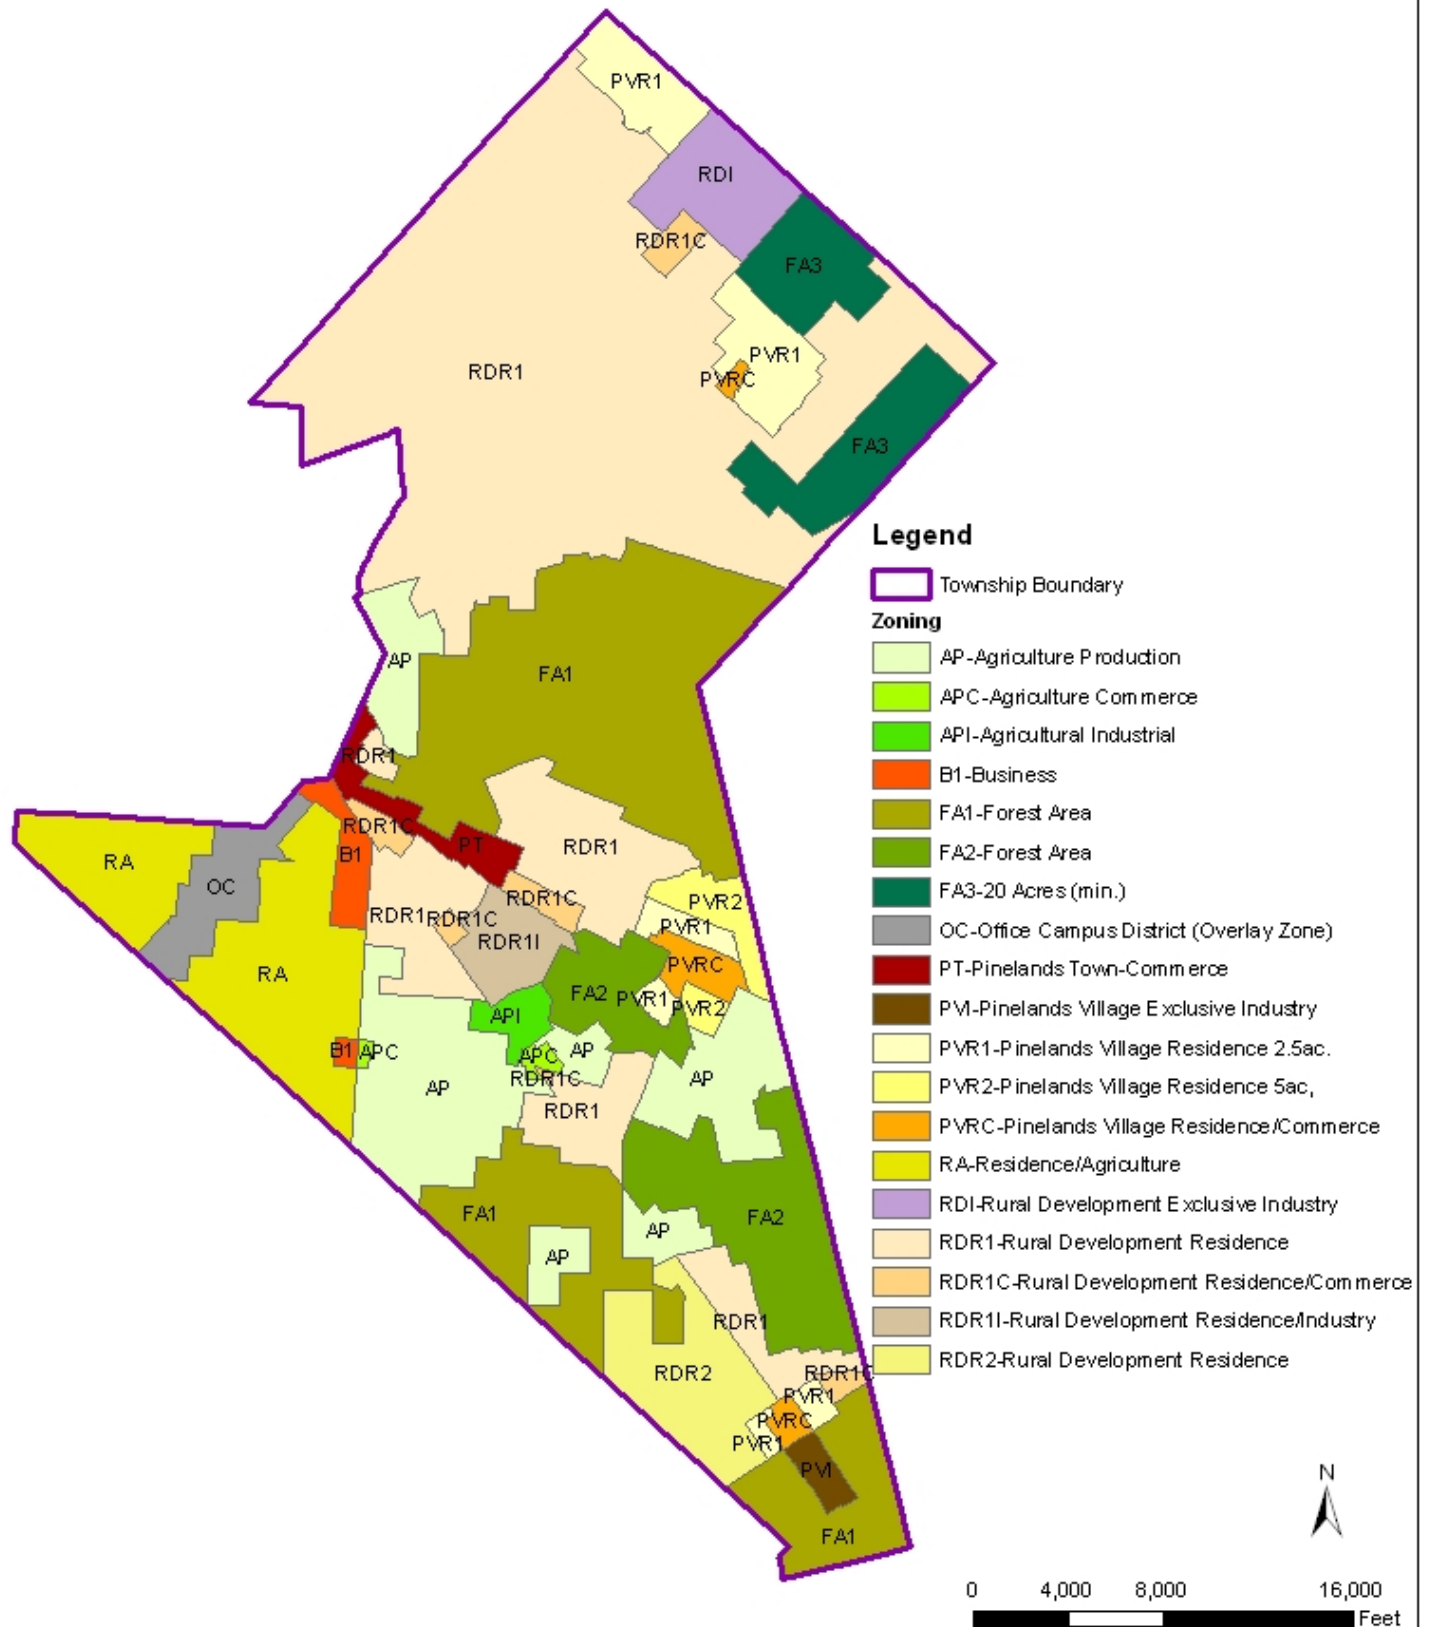 PVR1
RDI
RDR1C
FA3
PVR1
RDR1
PVRC
FA3
Legend
Township Boundary
Zoning
AP-Agriculture Production
APC-Agriculture Commerce
API-Agricultural Industrial
B1-Business
FA1-Forest Area
FA2-Forest Area
FA3-20 Acres (min.)
OC-Office Campus District (Overlay Zone)
PT-Pinelands Town-Commerce
PVI-Pinelands Village Exclusive Industry
PVR1-Pinelands Village Residence 2.5ac.
PVR2-Pinelands Village Residence 5ac,
PVRC-Pinelands Village Residence/Commerce
RA-Residence/Agriculture
RDI-Rural Development Exclusive Industry
RDR1-Rural Development Residence
RDR1C-Rural Development Residence/Commerce
RDR1I-Rural Development Residence/Industry
RDR2-Rural Development Residence
AP
FA1
RDR1
RDR1C
PT
RDR1
RA
B1
OC
RDR1C
PVR2
RDR1
RDR1C
PVR1
RDR1I
PVRC
RA
FA2
PVR1
PVR2
API
B1
APC
APC
AP
RDR1C
AP
AP
RDR1
FA1
AP
FA2
AP
RDR1
RDR2
RDR1C
PVR1
PVRC
PVR1
PVI
FA1
N
0 4,000 8,000 16,000
Feet